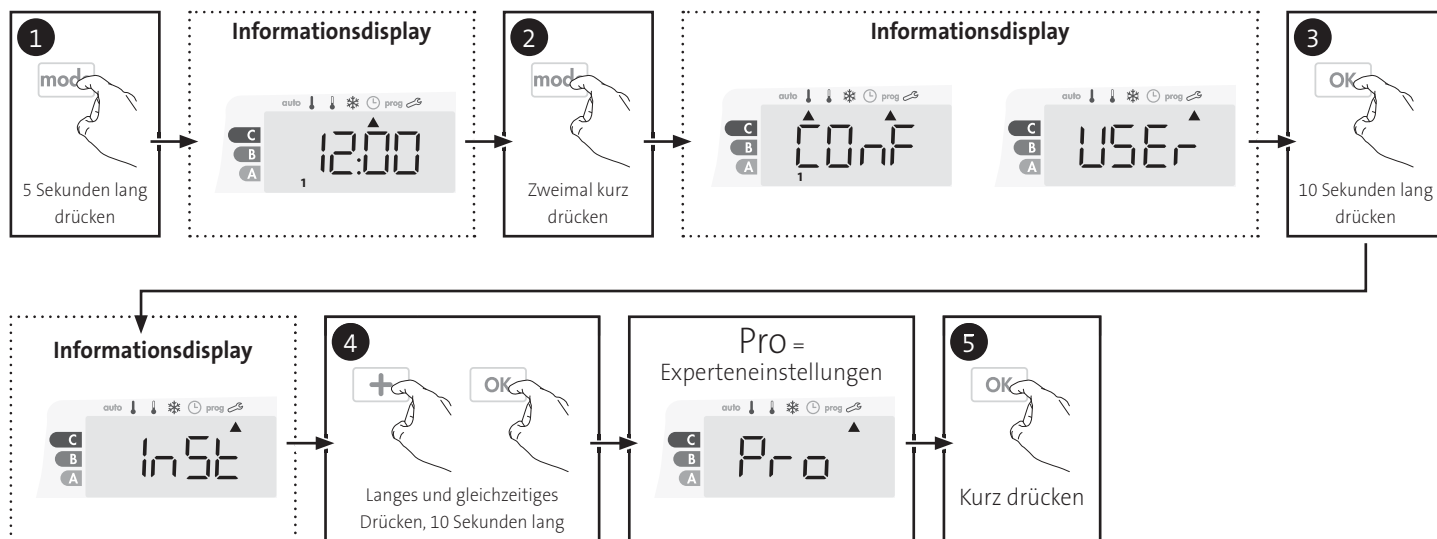 1
mod
5 Sekunden lang
drücken
Informationsdisplay
auto prog
C
B
A
12:00
1
2
mod
Zweimal kurz
drücken
Informationsdisplay
auto prog
C
B
A
COnF
1
auto prog
C
B
A
USEr
3
OK
10 Sekunden lang
drücken
Informationsdisplay
auto prog
C
B
A
InSt
4
+ OK
Langes und gleichzeitiges
Drücken, 10 Sekunden lang
Pro =
Experteneinstellungen
auto prog
C
B
A
Pro
5
OK
Kurz drücken